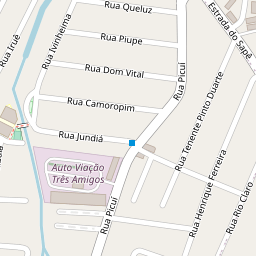 Rua Queluz
Estrada do Sapê
Rua Iruê
Rua Ivinheima
Rua Piupe
Rua Dom Vital
Rua Picuí
Rua Tenente Pinto Duarte
Rua Camoropim
Rua Jundiá
Auto Viação
Três Amigos
Rua Henrique Ferreira
Rua Rio Claro
Rua Picuí